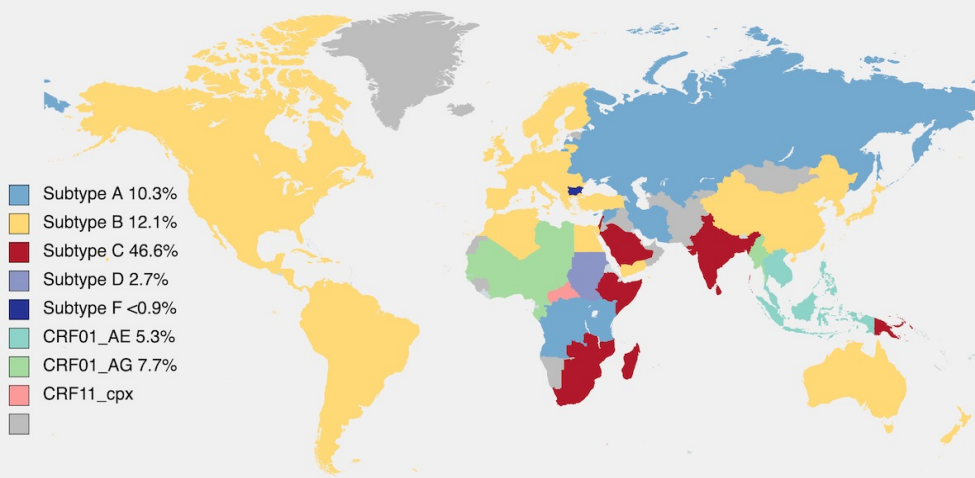 Subtype A 10.3%
Subtype B 12.1%
Subtype C 46.6%
Subtype D 2.7%
Subtype F <0.9%
CRF01_AE 5.3%
CRF01_AG 7.7%
CRF11_cpx